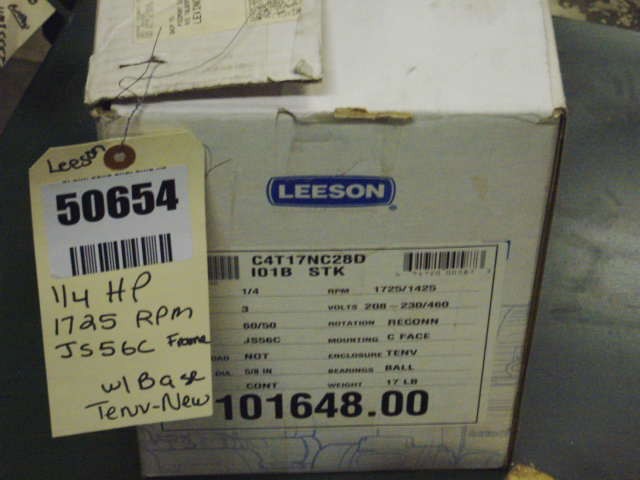 Leeson
50654
1/4 HP
1725 RPM
JS56C Frame
w/ Base
Tenv-New
LEESON
C4T17NC28D
I01B STK
1/4 RPM 1725/1425
3 VOLTS 208-230/460
60/50 ROTATION RECONN
JS56C MOUNTING C FACE
NOT ENCLOSURE TENV
DIA. 5/8 IN BEARINGS BALL
CONT WEIGHT 17 LB
101648.00